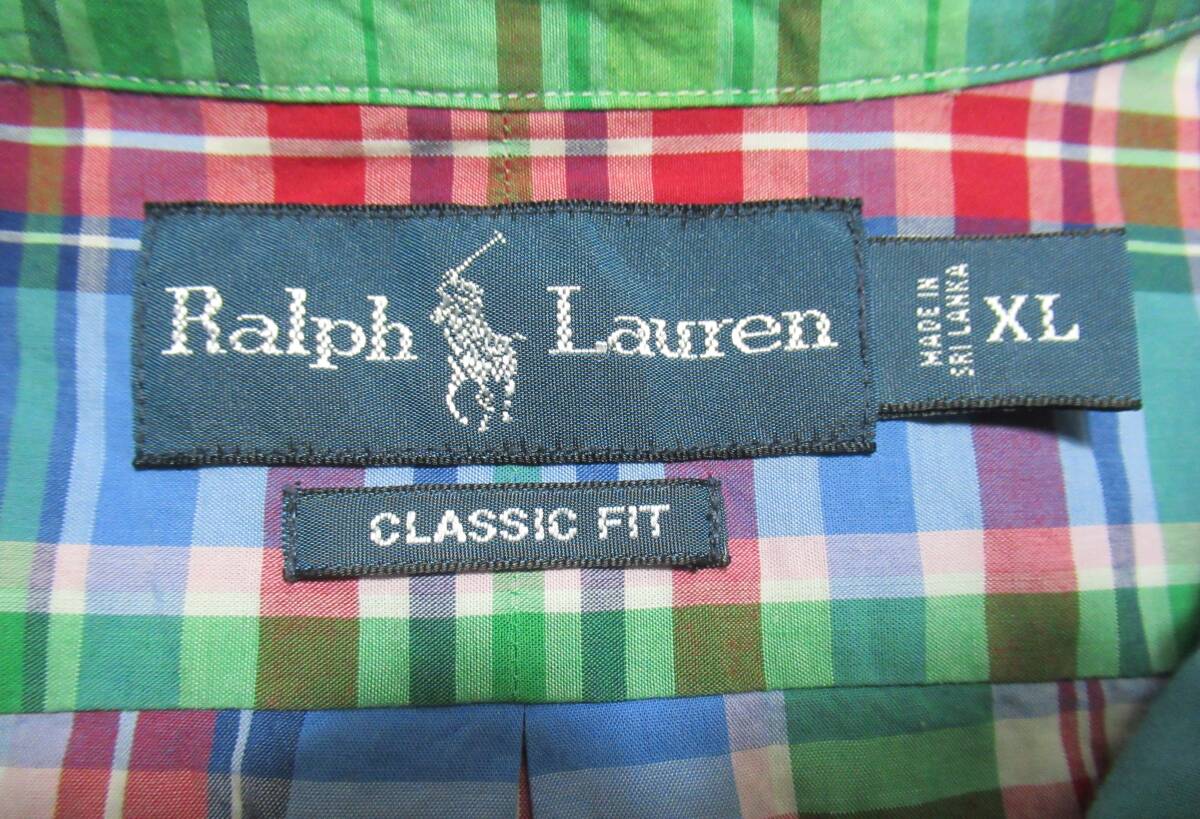 Ralph Lauren
MADE IN
SRI LANKA
XL
CLASSIC FIT